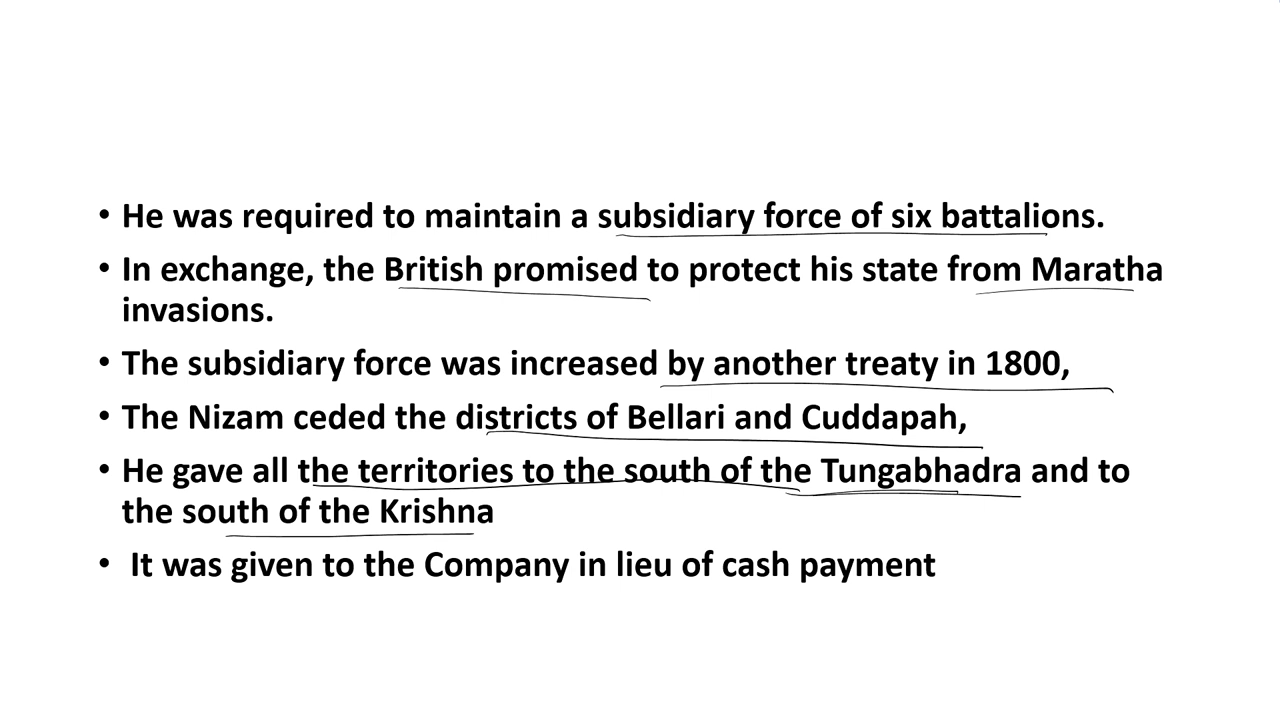 • He was required to maintain a subsidiary force of six battalions.
• In exchange, the British promised to protect his state from Maratha
invasions.
• The subsidiary force was increased by another treaty in 1800,
• The Nizam ceded the districts of Bellari and Cuddapah,
• He gave all the territories to the south of the Tungabhadra and to
the south of the Krishna
• It was given to the Company in lieu of cash payment